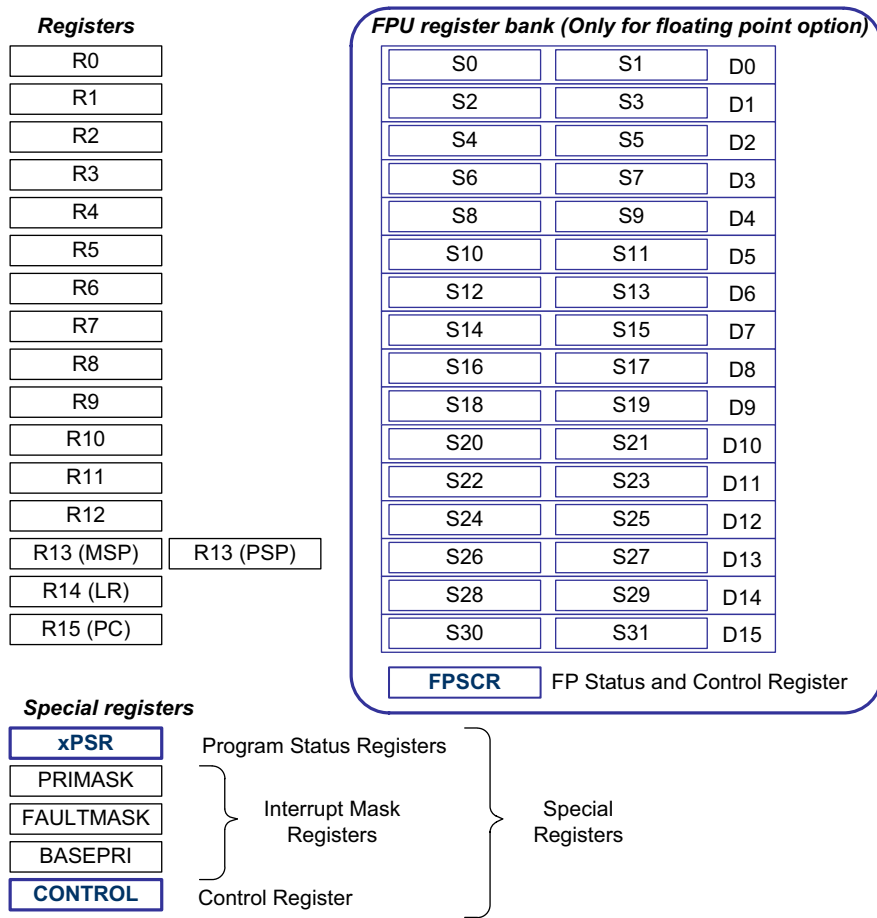 Registers
R0
R1
R2
R3
R4
R5
R6
R7
R8
R9
R10
R11
R12
R13 (MSP) R13 (PSP)
R14 (LR)
R15 (PC)
FPU register bank (Only for floating point option)
S0 S1 D0
S2 S3 D1
S4 S5 D2
S6 S7 D3
S8 S9 D4
S10 S11 D5
S12 S13 D6
S14 S15 D7
S16 S17 D8
S18 S19 D9
S20 S21 D10
S22 S23 D11
S24 S25 D12
S26 S27 D13
S28 S29 D14
S30 S31 D15
FPSCR FP Status and Control Register
Special registers
xPSR Program Status Registers
PRIMASK
FAULTMASK
BASEPRI
Interrupt Mask
Registers
CONTROL Control Register
Special
Registers